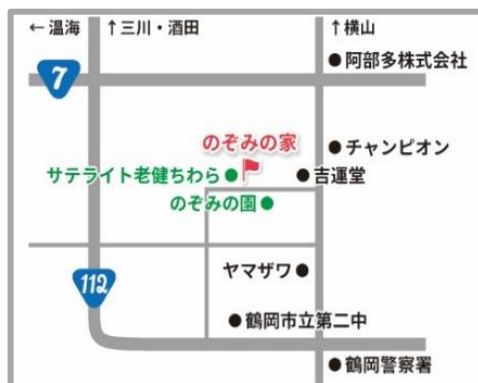 ←温海
↑三川・酒田
↑横山
阿部多株式会社
7
のぞみの家
チャンピオン
サテライト老健ちわら
吉運堂
のぞみの園
ヤマザワ
112
鶴岡市立第二中
鶴岡警察署